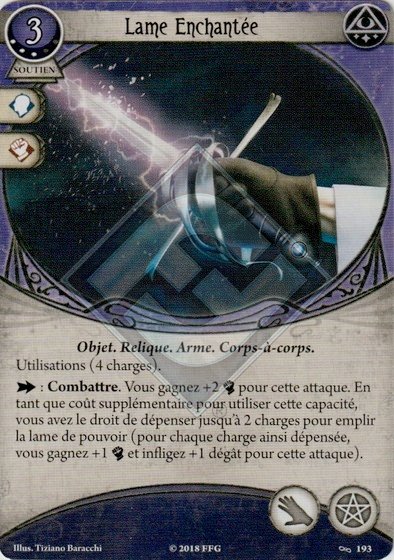 3
Lame Enchantée
SOUTIEN
Objet. Relique. Arme. Corps-à-corps.
Utilisations (4 charges).
: Combattre. Vous gagnez +2 pour cette attaque. En
tant que coût supplémentaire pour utiliser cette capacité,
vous avez le droit de dépenser jusqu'à 2 charges pour emplir
la lame de pouvoir (pour chaque charge ainsi dépensée,
vous gagnez +1 et infligez +1 dégât pour cette attaque).
Illus. Tiziano Baracchi
© 2018 FFG
193